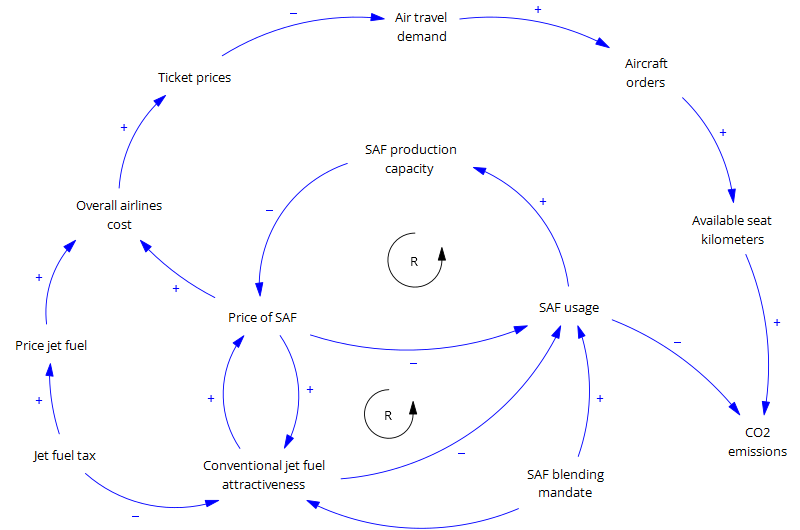 –
+
Air travel
demand
Aircraft
orders
Ticket prices
+
+
SAF production
capacity
–
+
Overall airlines
cost
Available seat
kilometers
R
+
+
Price of SAF
SAF usage
Price jet fuel
–
+
–
+
+
+
+
R
CO2
emissions
Jet fuel tax
–
Conventional jet fuel
attractiveness
SAF blending
mandate
–